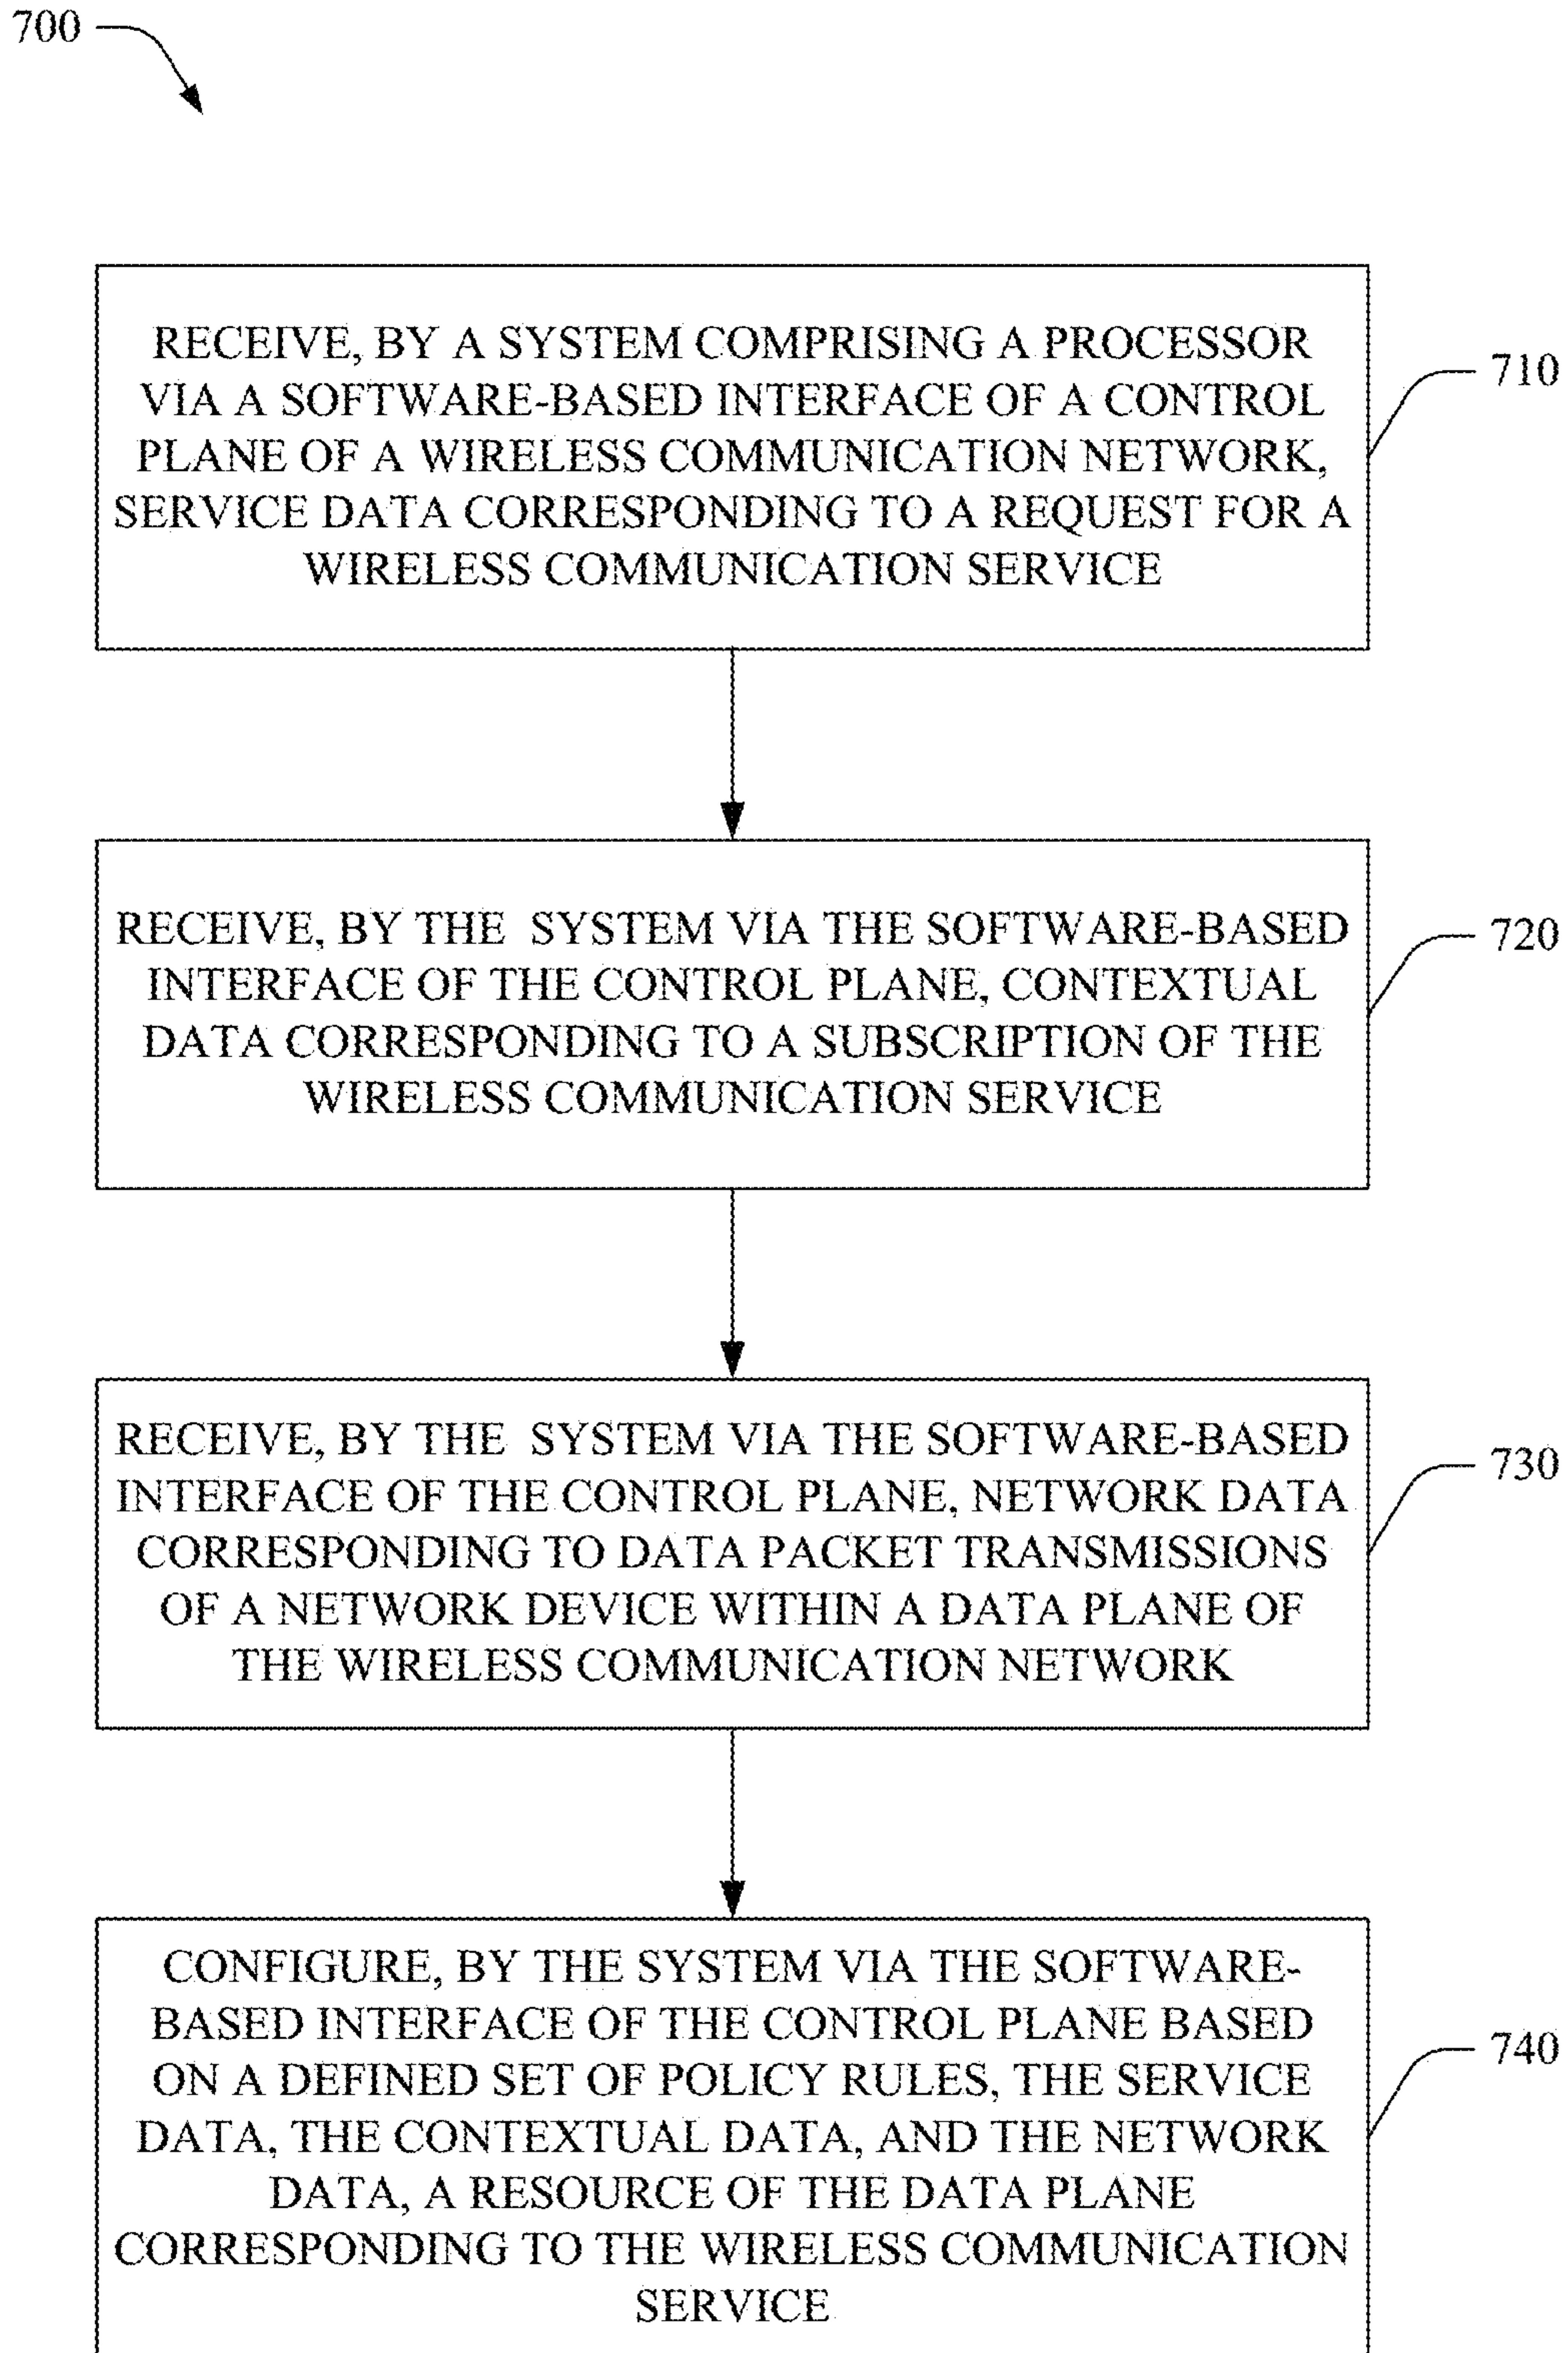 700
RECEIVE, BY A SYSTEM COMPRISING A PROCESSOR
VIA A SOFTWARE-BASED INTERFACE OF A CONTROL
PLANE OF A WIRELESS COMMUNICATION NETWORK,
SERVICE DATA CORRESPONDING TO A REQUEST FOR A
WIRELESS COMMUNICATION SERVICE
710
RECEIVE, BY THE SYSTEM VIA THE SOFTWARE-BASED
INTERFACE OF THE CONTROL PLANE, CONTEXTUAL
DATA CORRESPONDING TO A SUBSCRIPTION OF THE
WIRELESS COMMUNICATION SERVICE
720
RECEIVE, BY THE SYSTEM VIA THE SOFTWARE-BASED
INTERFACE OF THE CONTROL PLANE, NETWORK DATA
CORRESPONDING TO DATA PACKET TRANSMISSIONS
OF A NETWORK DEVICE WITHIN A DATA PLANE OF
THE WIRELESS COMMUNICATION NETWORK
730
CONFIGURE, BY THE SYSTEM VIA THE SOFTWARE-
BASED INTERFACE OF THE CONTROL PLANE BASED
ON A DEFINED SET OF POLICY RULES, THE SERVICE
DATA, THE CONTEXTUAL DATA, AND THE NETWORK
DATA, A RESOURCE OF THE DATA PLANE
CORRESPONDING TO THE WIRELESS COMMUNICATION
SERVICE
740